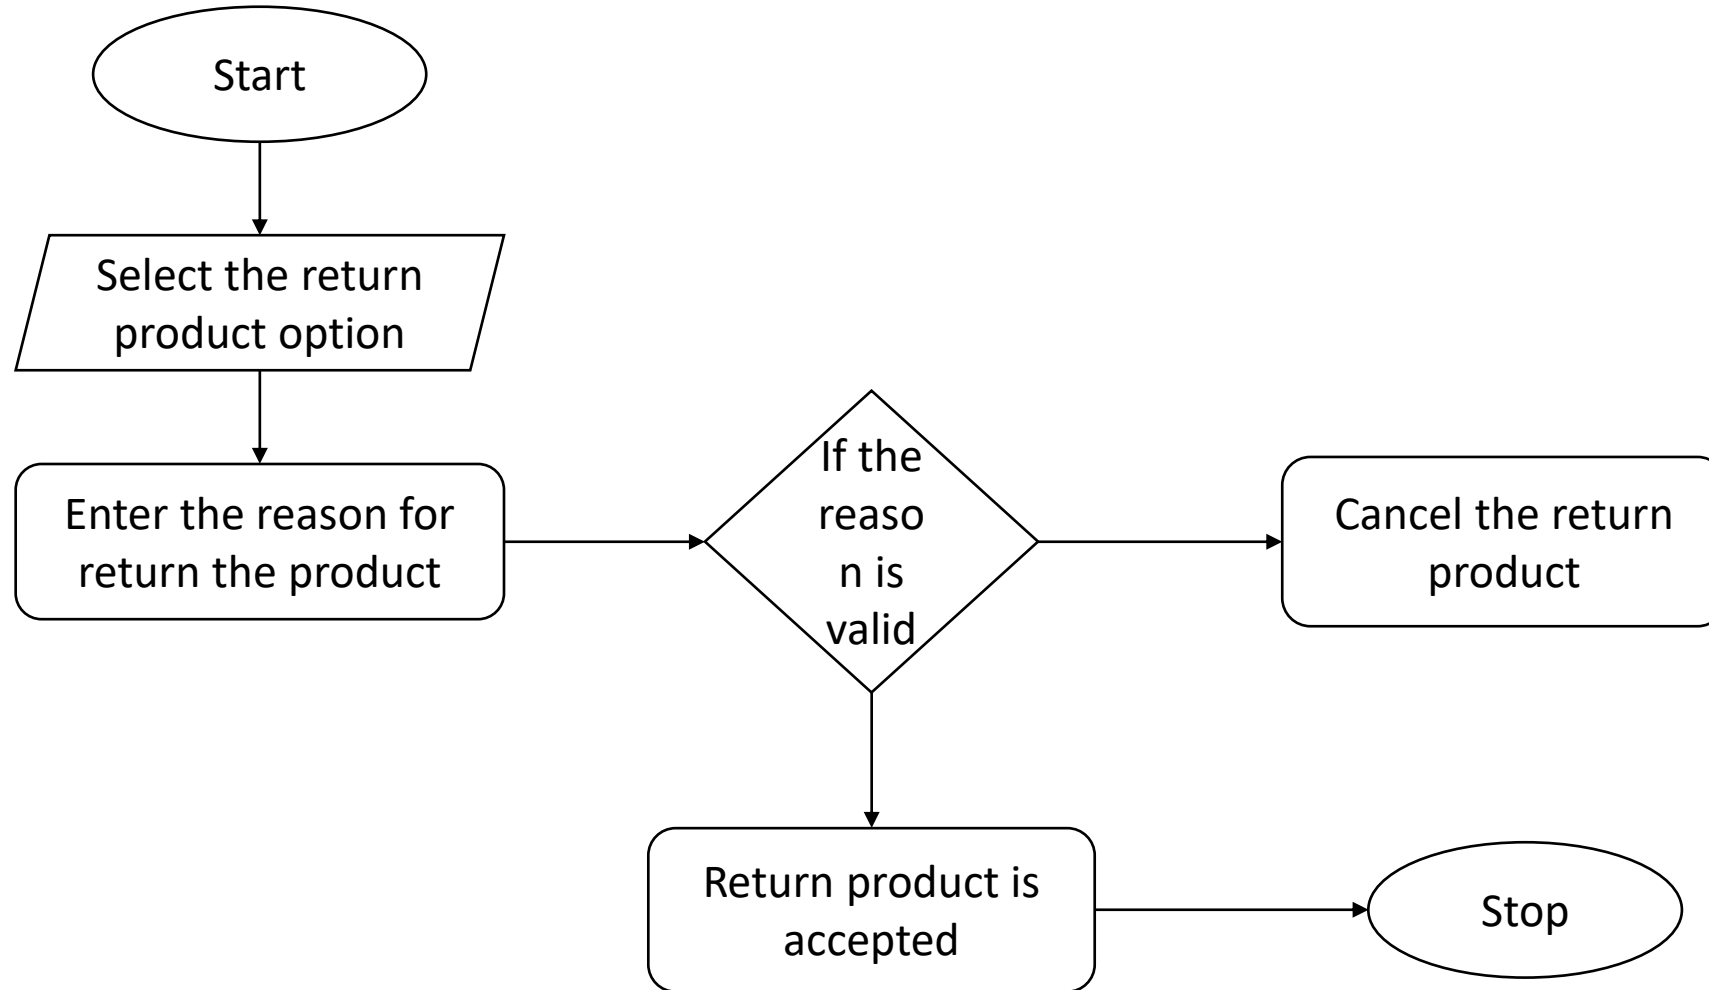 Start
Select the return
product option
Enter the reason for
return the product
If the
reaso
n is
valid
Cancel the return
product
Return product is
accepted
Stop